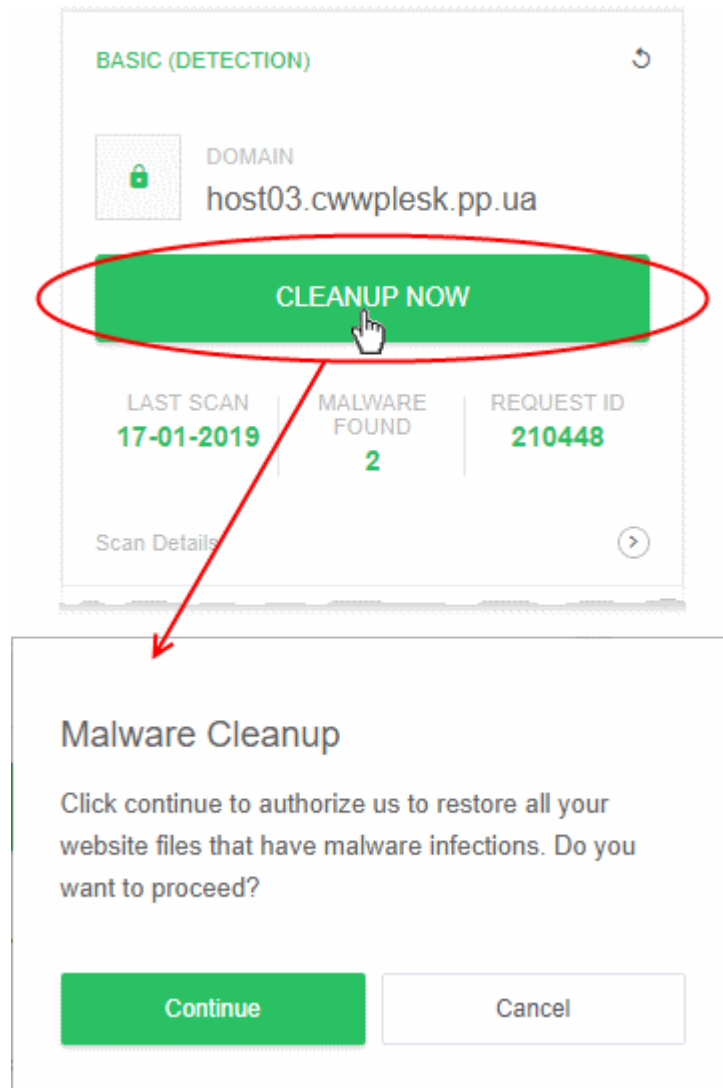 BASIC (DETECTION)
DOMAIN
host03.cwwplesk.pp.ua
CLEANUP NOW
LAST SCAN
17-01-2019
MALWARE
FOUND
2
REQUEST ID
210448
Scan Details
Malware Cleanup
Click continue to authorize us to restore all your
website files that have malware infections. Do you
want to proceed?
Continue
Cancel